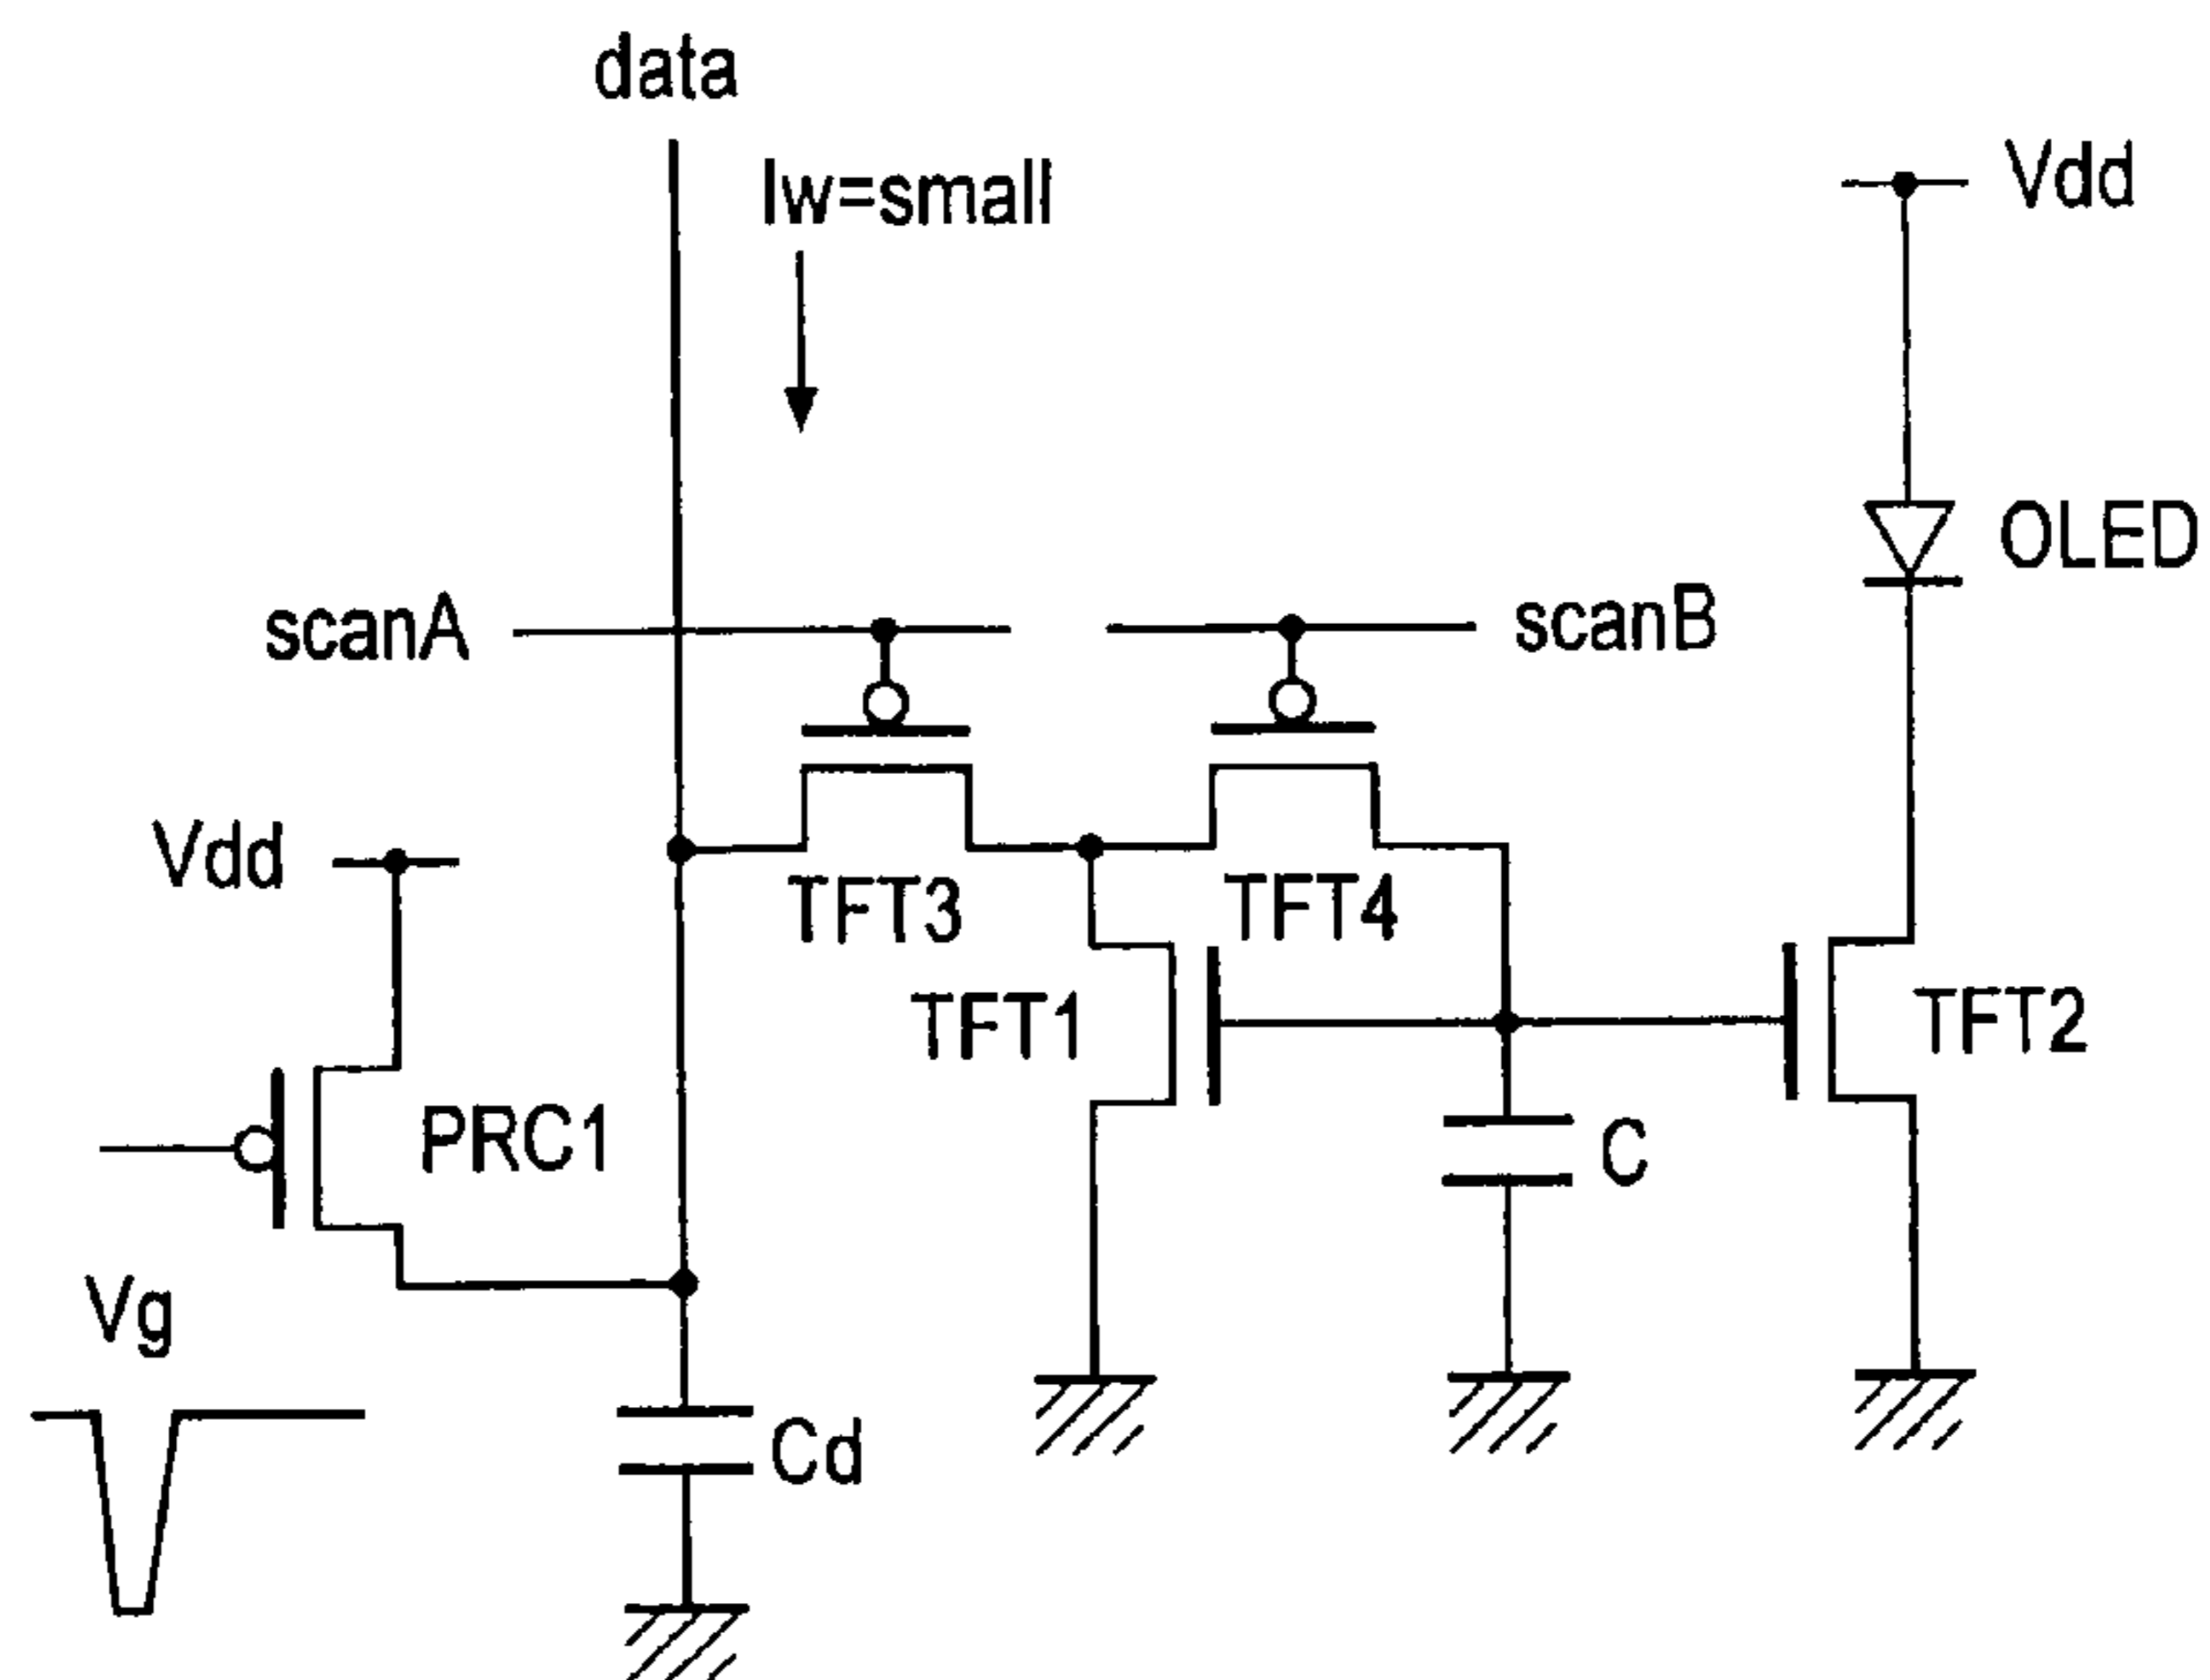 data
Iw=small
Vdd
OLED
scanA
scanB
Vdd
TFT3
TFT4
TFT1
TFT2
PRC1
C
Vg
Cd